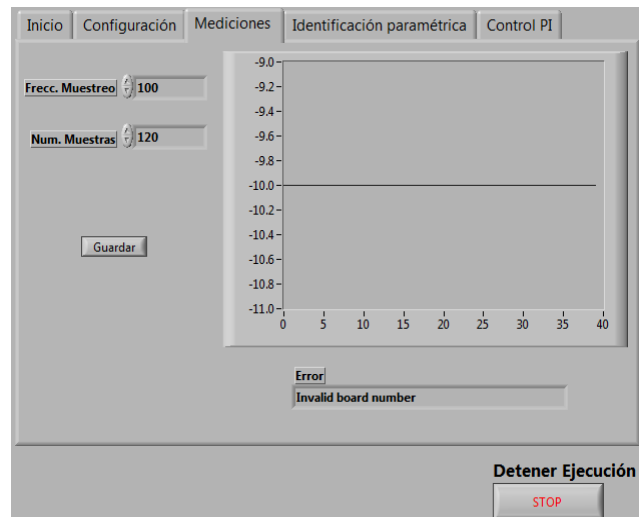 Inicio Configuración Mediciones Identificación paramétrica Control PI
Frecc. Muestreo 100
Num. Muestras 120
Guardar
-9.0
-9.2
-9.4
-9.6
-9.8
-10.0
-10.2
-10.4
-10.6
-10.8
-11.0
0 5 10 15 20 25 30 35 40
Error
Invalid board number
Detener Ejecución
STOP